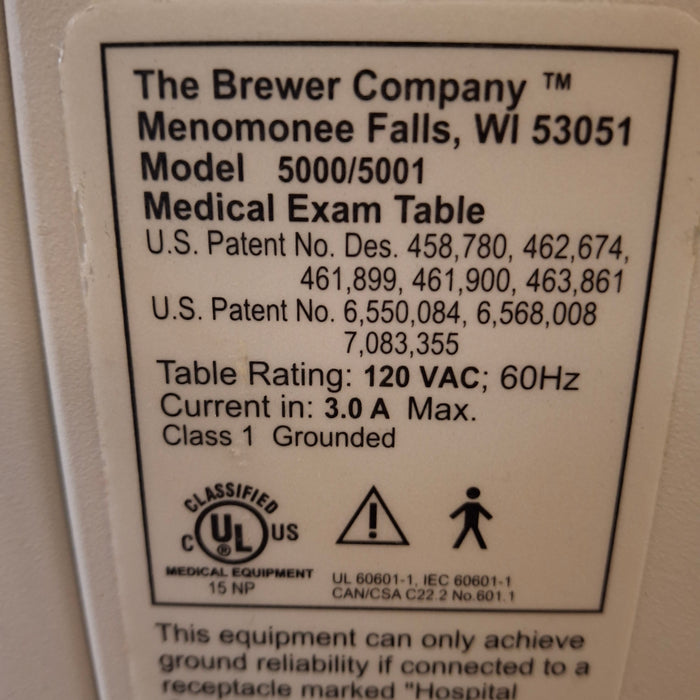 The Brewer Company ™
Menomonee Falls, WI 53051
Model 5000/5001
Medical Exam Table
U.S. Patent No. Des. 458,780, 462,674,
461,899, 461,900, 463,861
U.S. Patent No. 6,550,084, 6,568,008
7,083,355
Table Rating: 120 VAC; 60Hz
Current in: 3.0 A Max.
Class 1 Grounded
CLASSIFIED
C UL ® US
MEDICAL EQUIPMENT
15 NP
UL 60601-1, IEC 60601-1
CAN/CSA C22.2 No.601.1
This equipment can only achieve
ground reliability if connected to a
receptacle marked "Hospital